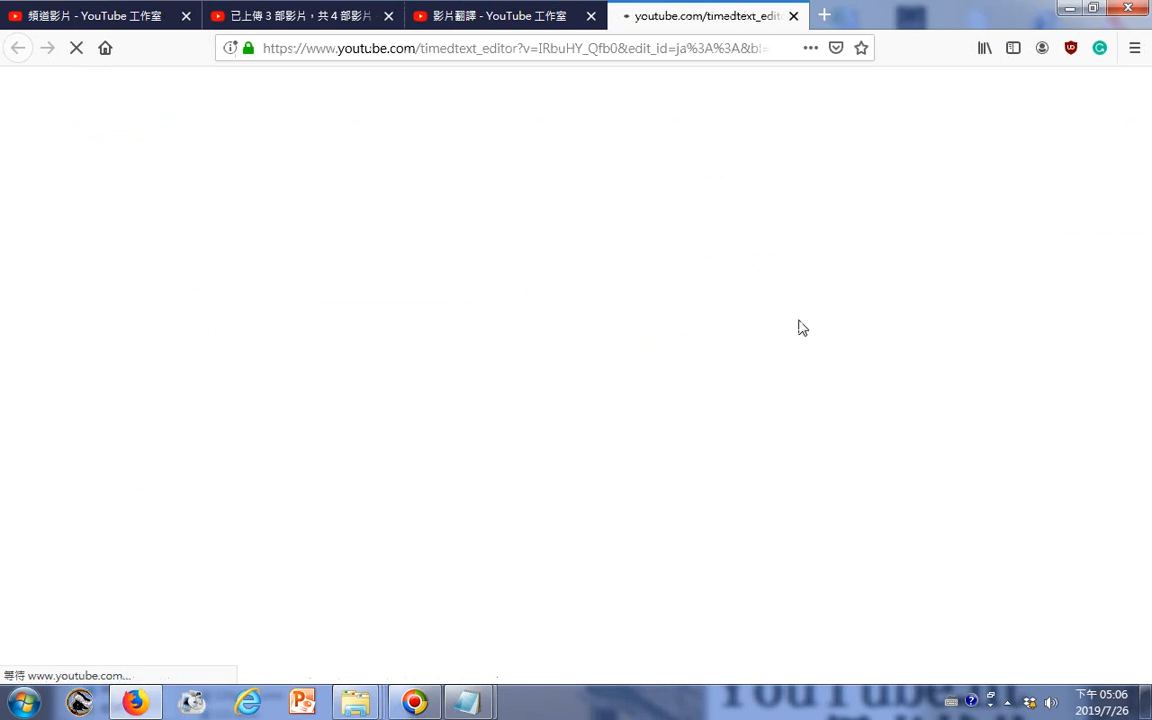 頻道影片 - YouTube 工作室
已上傳 3 部影片，共 4 部影片
影片翻譯 - YouTube 工作室
youtube.com/timedtext_edit
https://www.youtube.com/timedtext_editor?v=IRbuHY_Qfb0&edit_id=ja%3A%3A&bl=
等待 www.youtube.com...
YouTube
下午 05:06
2019/7/26